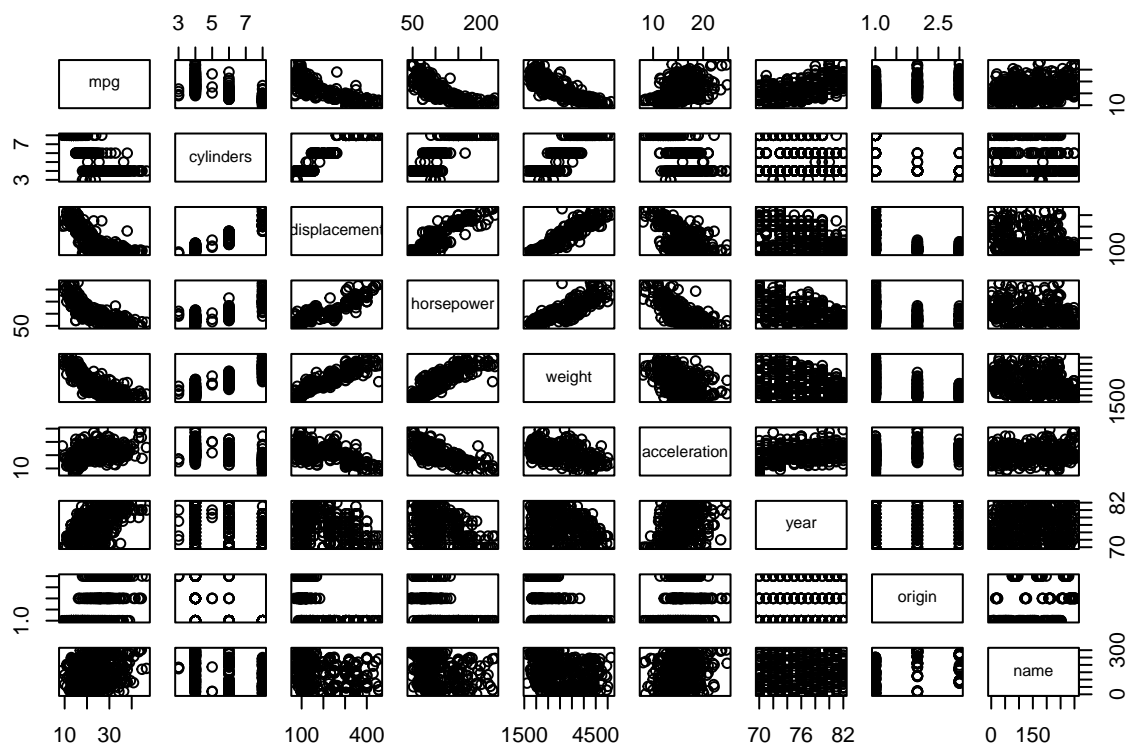 3 5 7
50 200
10 20
1.0 2.5
mpg
10
3 7
cylinders
displacement
100
50
horsepower
weight
1500
10
acceleration
year
70 82
1.0
origin
name
0 300
10 30
100 400
1500 4500
70 76 82
0 150